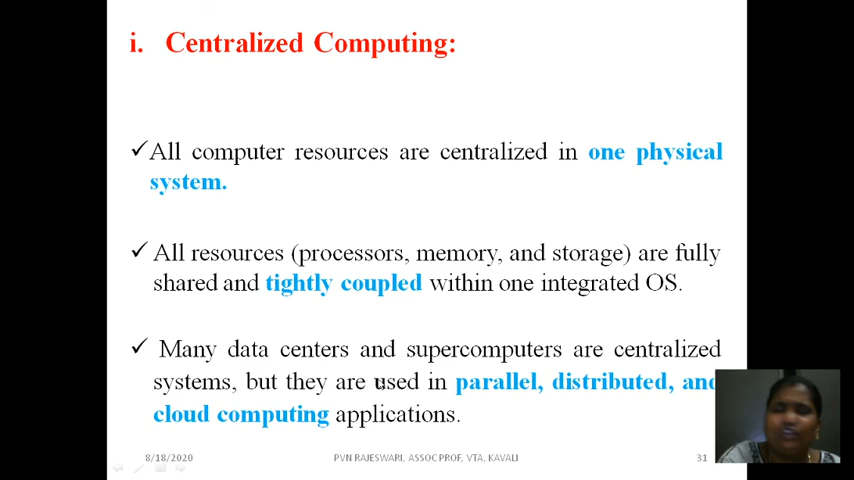 i. Centralized Computing:
✓All computer resources are centralized in one physical
system.
✓ All resources (processors, memory, and storage) are fully
shared and tightly coupled within one integrated OS.
✓ Many data centers and supercomputers are centralized
systems, but they are used in parallel, distributed, and
cloud computing applications.
8/18/2020 PVN RAJESWARI, ASSOC PROF, VTA, KAVALI 31